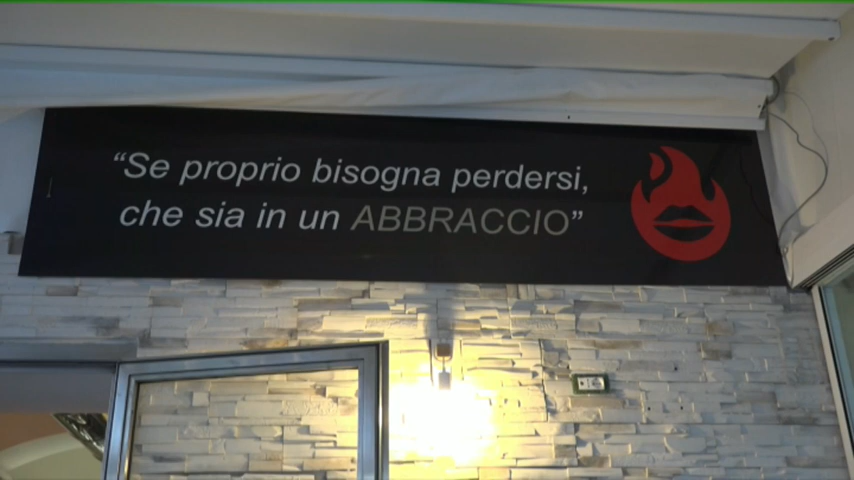 “Se proprio bisogna perdersi,
che sia in un ABBRACCIO”